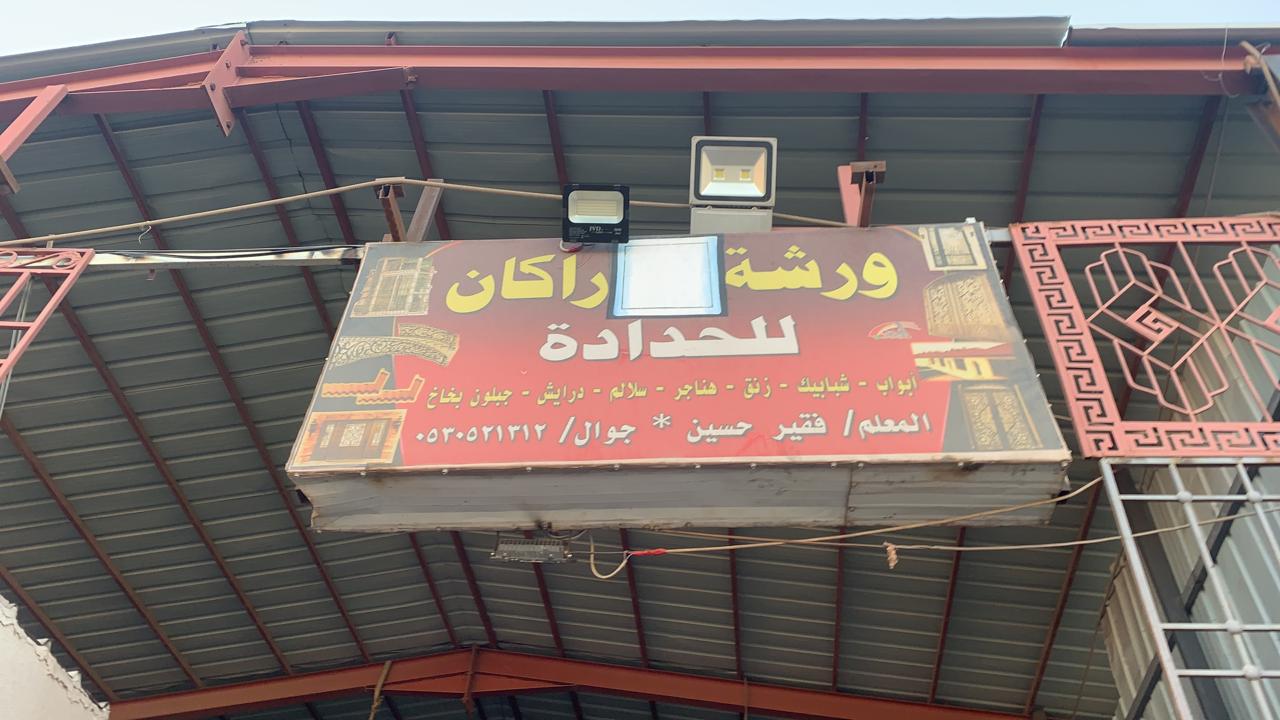 ورشة راكان
للحدادة
أبواب - شبابيك - زنق - هناجر - سلالم - درايش - جبلون بخاخ
المعلم/ فقير حسين * جوال/ ٠٥٣٠٥٢١٣١٢